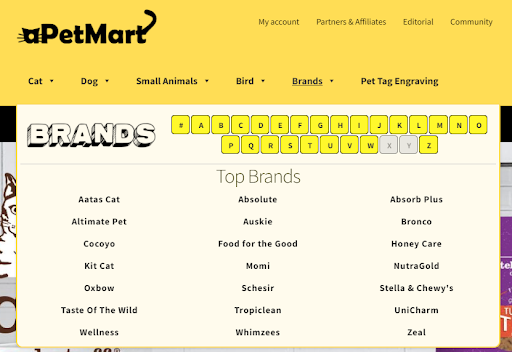 aPetMart
My account Partners & Affiliates Editorial Community
Cat Dog Small Animals Bird Brands Pet Tag Engraving
BRANDS
# A B C D E F G H I J K L M N O
P Q R S T U V W X Y Z
Top Brands
Aatas Cat Absolute Absorb Plus
Altimate Pet Auskie Bronco
Cocoyo Food for the Good Honey Care
Kit Cat Momi NutraGold
Oxbow Schesir Stella & Chewy's
Taste Of The Wild Tropiclean UniCharm
Wellness Whimzees Zeal